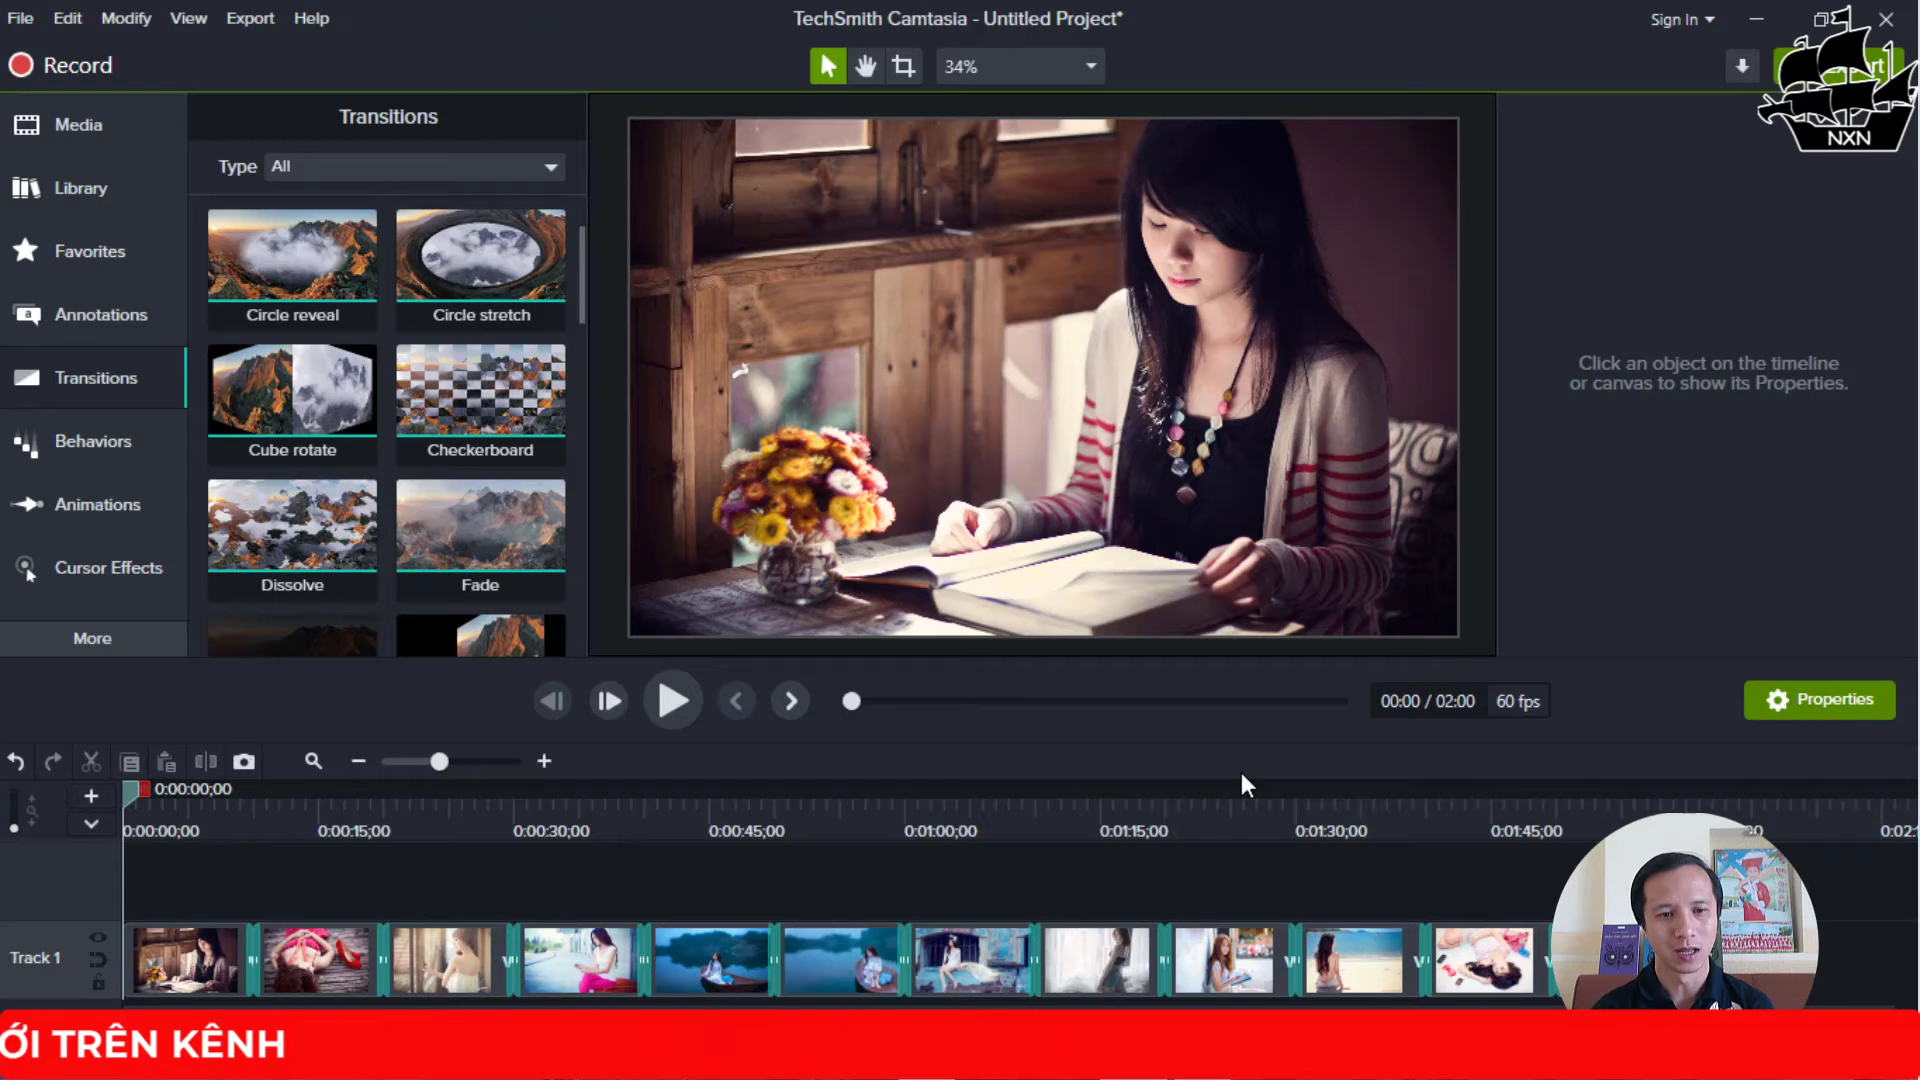 File Edit Modify View Export Help
TechSmith Camtasia - Untitled Project*
Sign In
Record
34%
NXN
Media
Library
Favorites
Annotations
Transitions
Behaviors
Animations
Cursor Effects
More
Transitions
Type All
Circle reveal
Circle stretch
Cube rotate
Checkerboard
Dissolve
Fade
Click an object on the timeline
or canvas to show its Properties.
00:00 / 02:00 60 fps
Properties
0:00:00;00
0:00:00;00 0:00:15;00 0:00:30;00 0:00:45;00 0:01:00;00 0:01:15;00 0:01:30;00 0:01:45;00
Track 1
ỚI TRÊN KÊNH